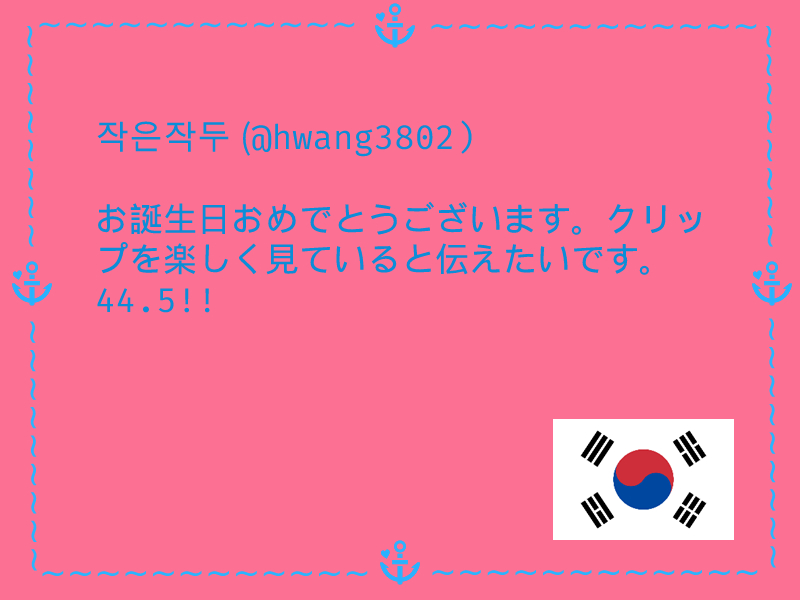 작은작두 (@hwang3802)
お誕生日おめでとうございます。クリッ
プを楽しく見ていると伝えたいです。
44.5!!